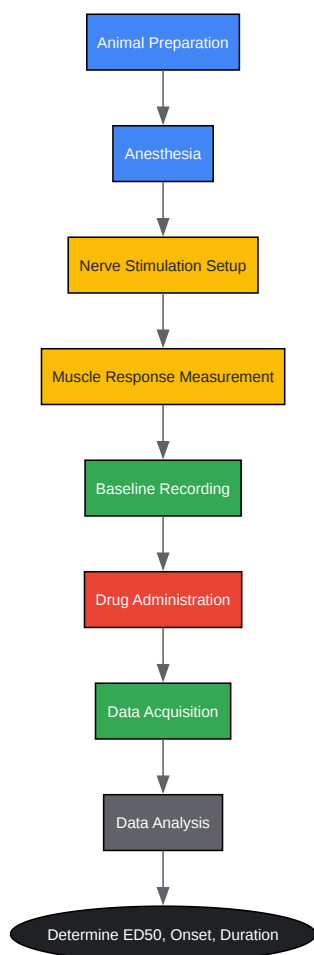 Animal Preparation
Anesthesia
Nerve Stimulation Setup
Muscle Response Measurement
Baseline Recording
Drug Administration
Data Acquisition
Data Analysis
Determine ED50, Onset, Duration